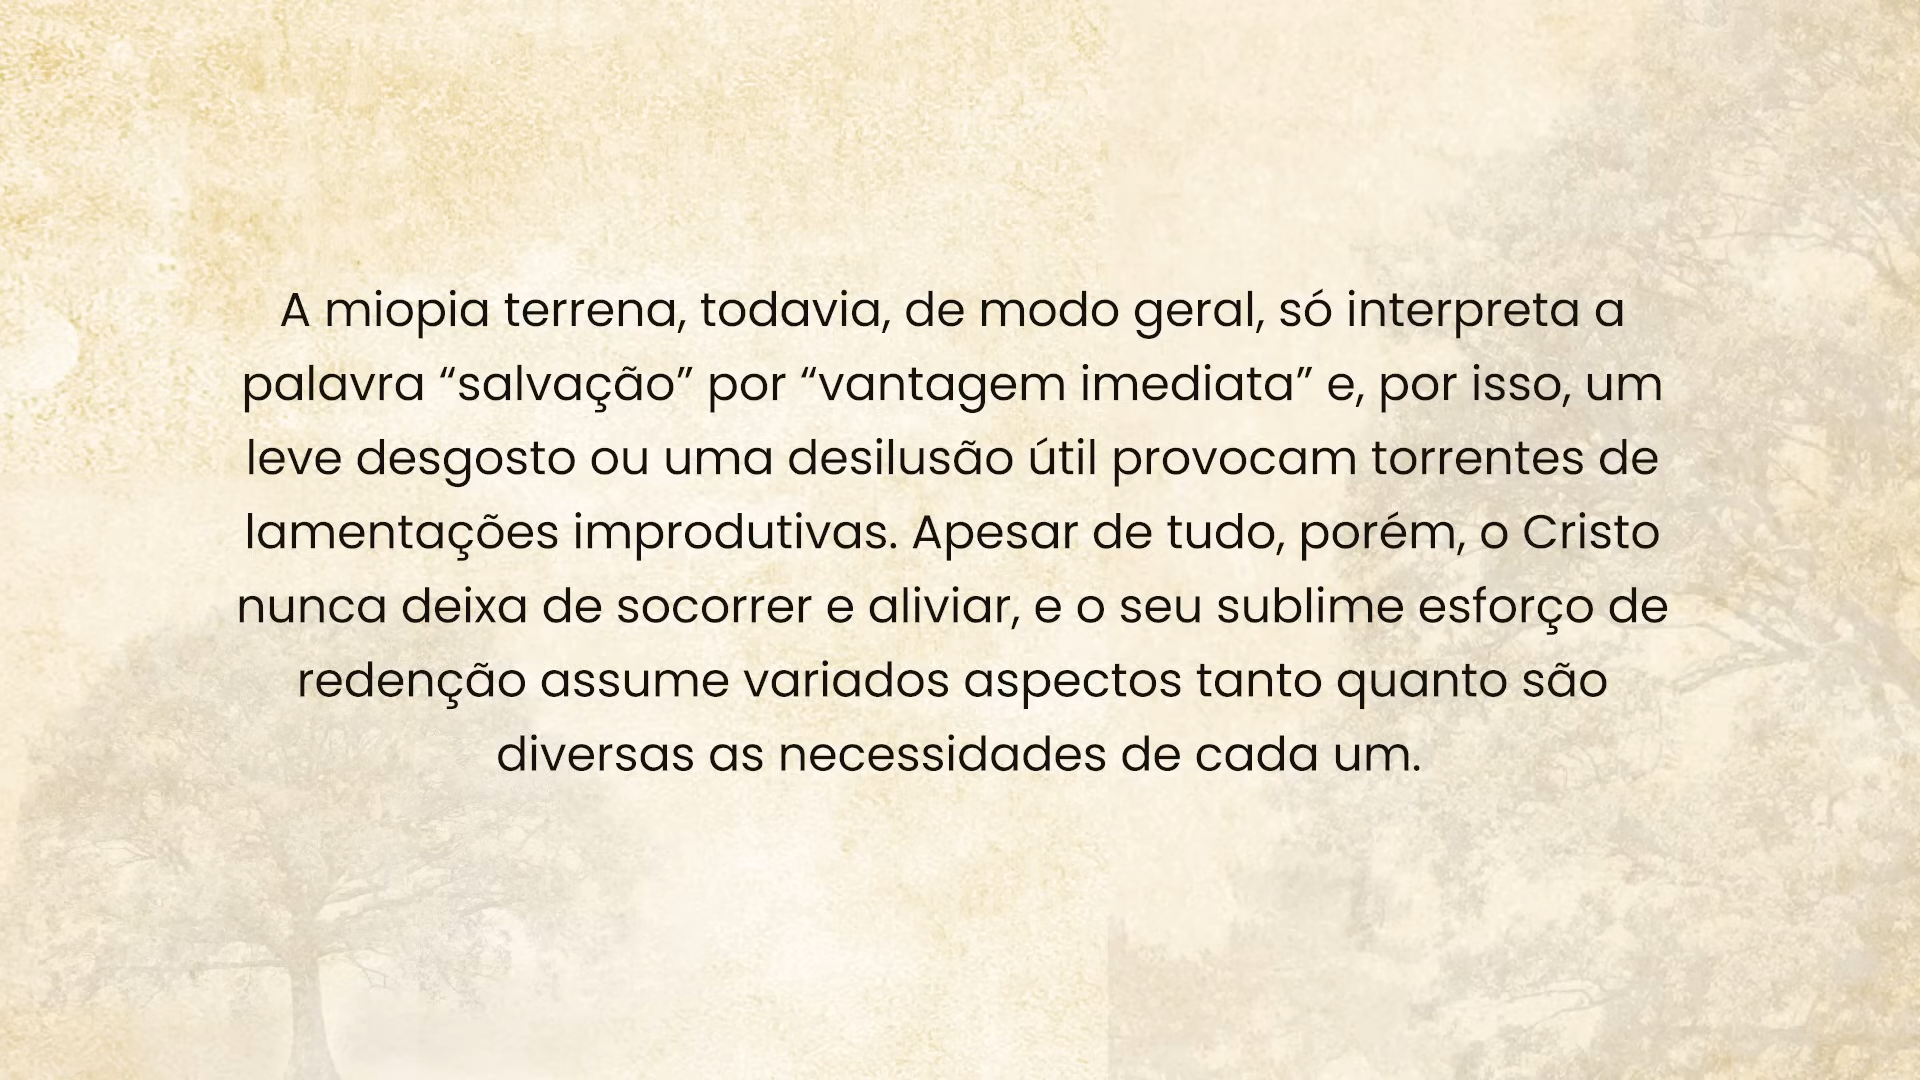 A miopia terrena, todavia, de modo geral, só interpreta a
palavra “salvação” por “vantagem imediata” e, por isso, um
leve desgosto ou uma desilusão útil provocam torrentes de
lamentações improdutivas. Apesar de tudo, porém, o Cristo
nunca deixa de socorrer e aliviar, e o seu sublime esforço de
redenção assume variados aspectos tanto quanto são
diversas as necessidades de cada um.